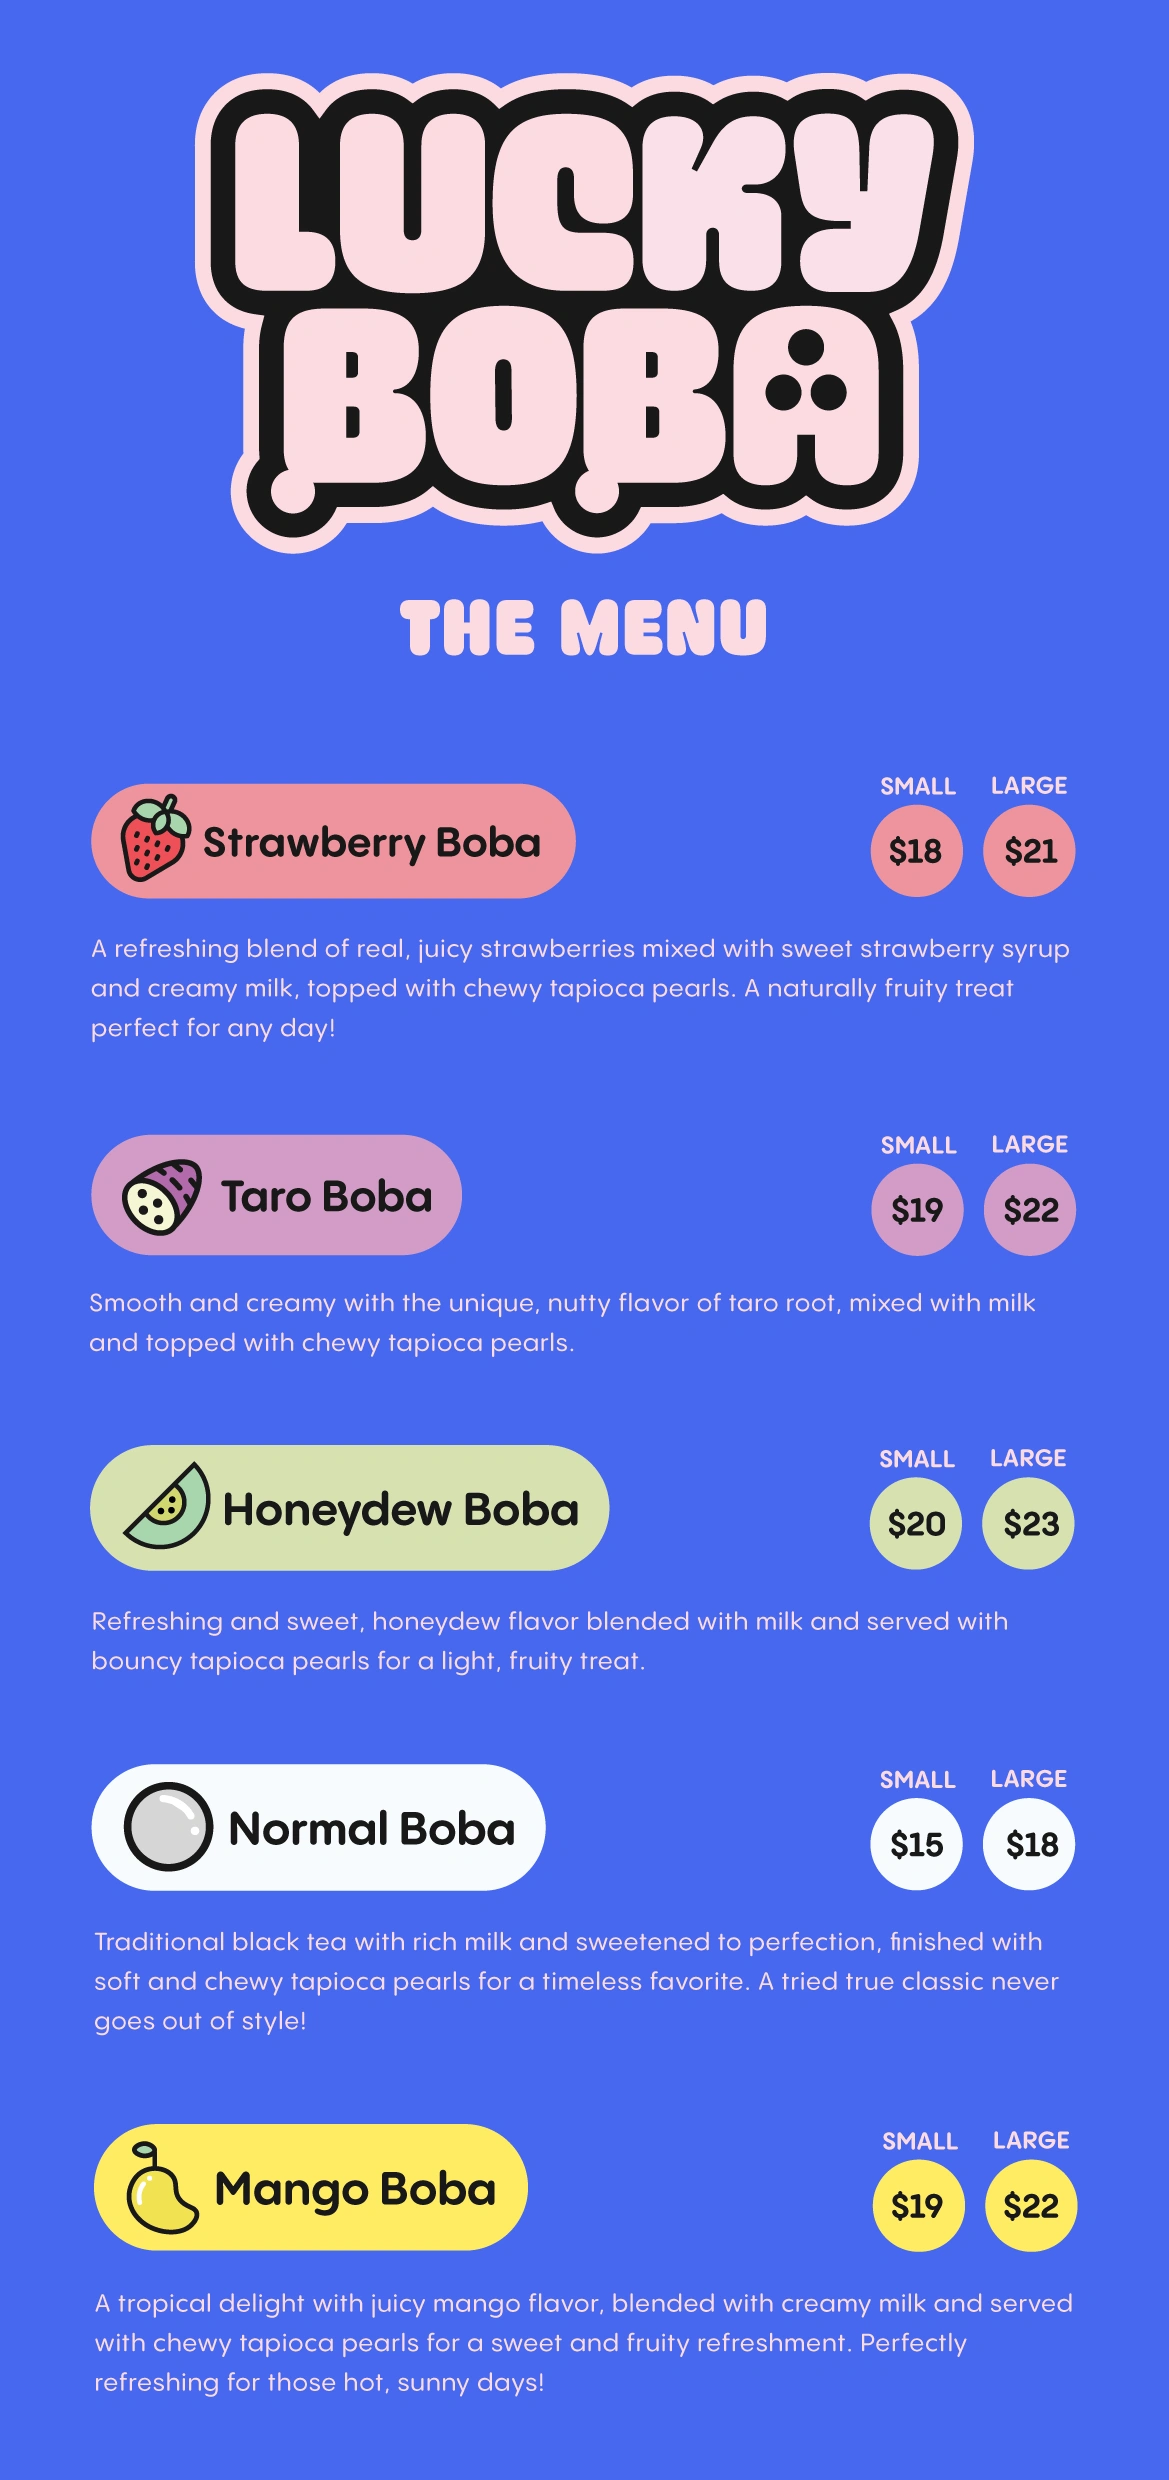 LUCKY
BOBA
THE MENU
SMALL LARGE
Strawberry Boba $18 $21
A refreshing blend of real, juicy strawberries mixed with sweet strawberry syrup
and creamy milk, topped with chewy tapioca pearls. A naturally fruity treat
perfect for any day!
SMALL LARGE
Taro Boba $19 $22
Smooth and creamy with the unique, nutty flavor of taro root, mixed with milk
and topped with chewy tapioca pearls.
SMALL LARGE
Honeydew Boba $20 $23
Refreshing and sweet, honeydew flavor blended with milk and served with
bouncy tapioca pearls for a light, fruity treat.
SMALL LARGE
Normal Boba $15 $18
Traditional black tea with rich milk and sweetened to perfection, finished with
soft and chewy tapioca pearls for a timeless favorite. A tried true classic never
goes out of style!
SMALL LARGE
Mango Boba $19 $22
A tropical delight with juicy mango flavor, blended with creamy milk and served
with chewy tapioca pearls for a sweet and fruity refreshment. Perfectly
refreshing for those hot, sunny days!